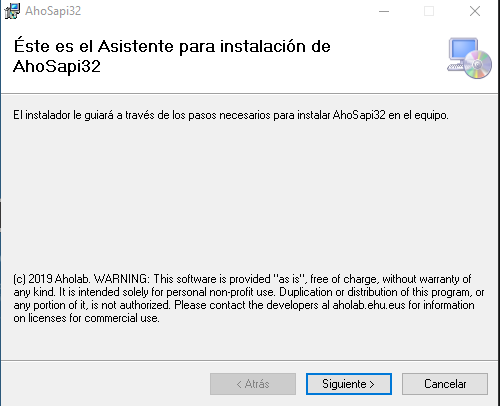 AhoSapi32
Éste es el Asistente para instalación de
AhoSapi32
El instalador le guiará a través de los pasos necesarios para instalar AhoSapi32 en el equipo.
(c) 2019 Aholab. WARNING: This software is provided "as is", free of charge, without warranty of
any kind. It is intended solely for personal non-profit use. Duplication or distribution of this program, or
any portion of it, is not authorized. Please contact the developers al aholab.ehu.eus for information
on licenses for commercial use.
< Atrás
Siguiente >
Cancelar